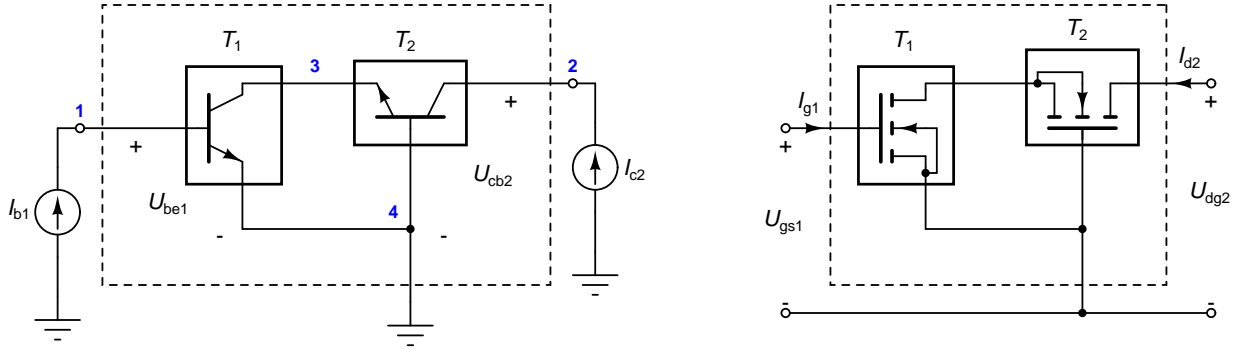 T1 T2
3 2
1
+ +
Ib1 Ube1 Ucb2 Ic2
4
- -
- - -
T1 T2
Ig1 Id2
+ +
Ugs1 Udg2
- -